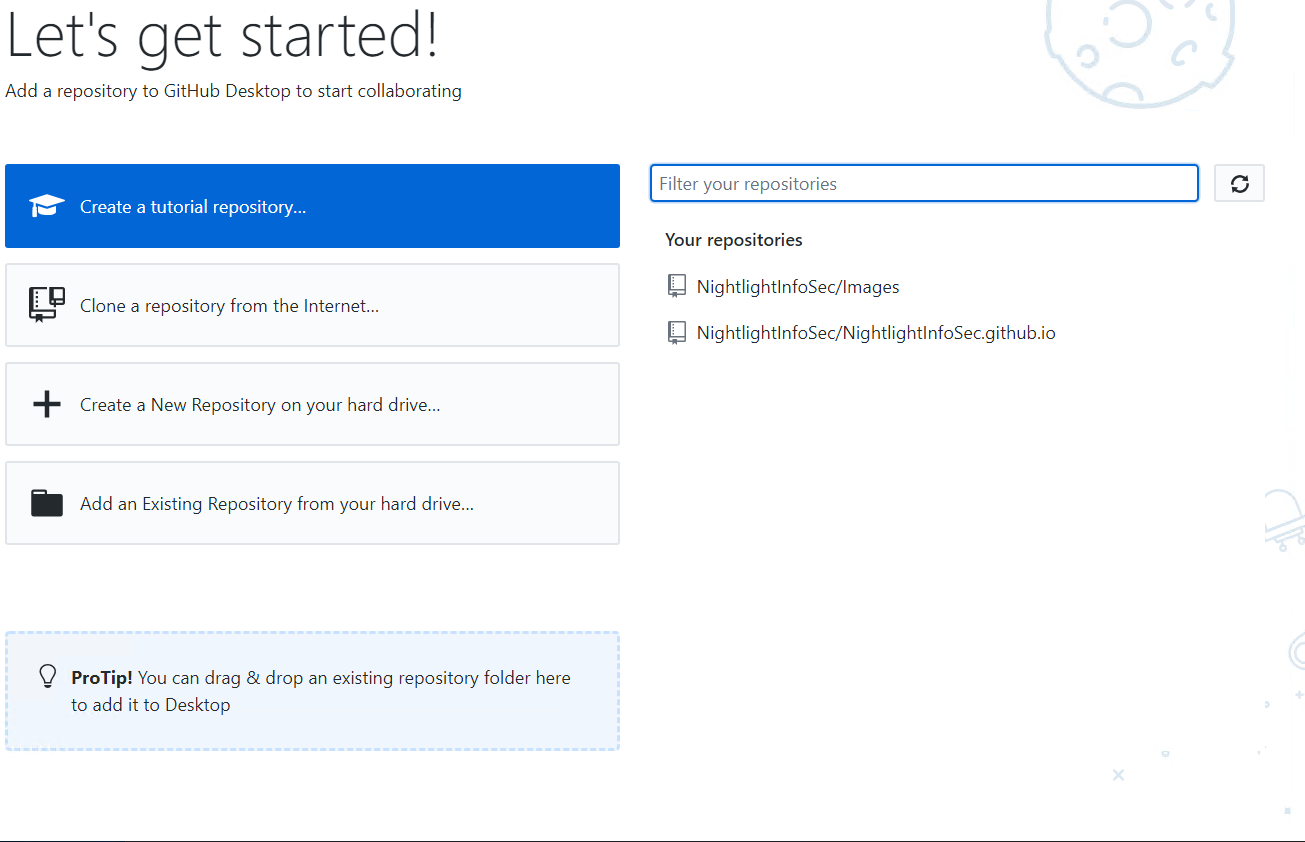 Let's get started!
Add a repository to GitHub Desktop to start collaborating
Create a tutorial repository...
Clone a repository from the Internet...
Create a New Repository on your hard drive...
Add an Existing Repository from your hard drive...
ProTip! You can drag & drop an existing repository folder here
to add it to Desktop
Filter your repositories
Your repositories
NightlightInfoSec/Images
NightlightInfoSec/NightlightInfoSec.github.io